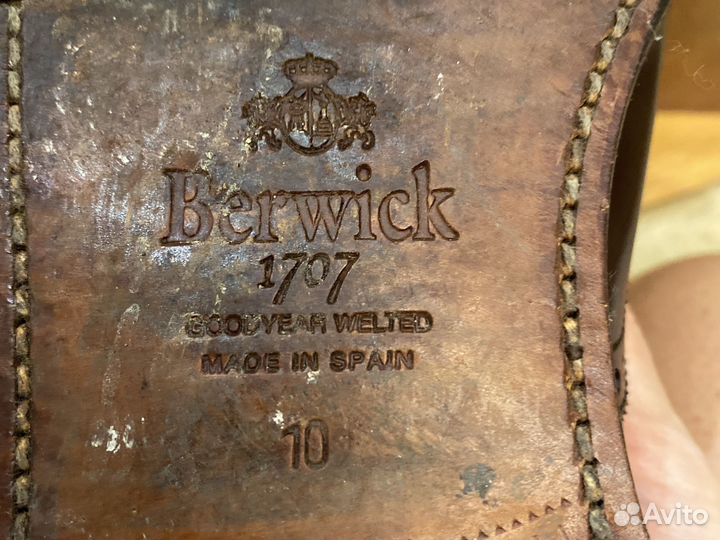 Berwick
1707
GOODYEAR WELTED
MADE IN SPAIN
10
Avito